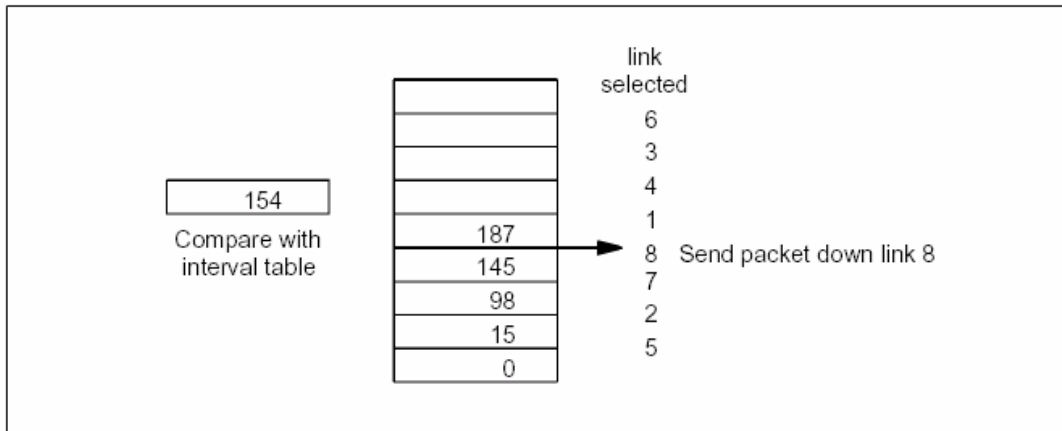 link
selected
6
3
154
4
1
Compare with
interval table
187
8 Send packet down link 8
145
7
98
2
15
5
0